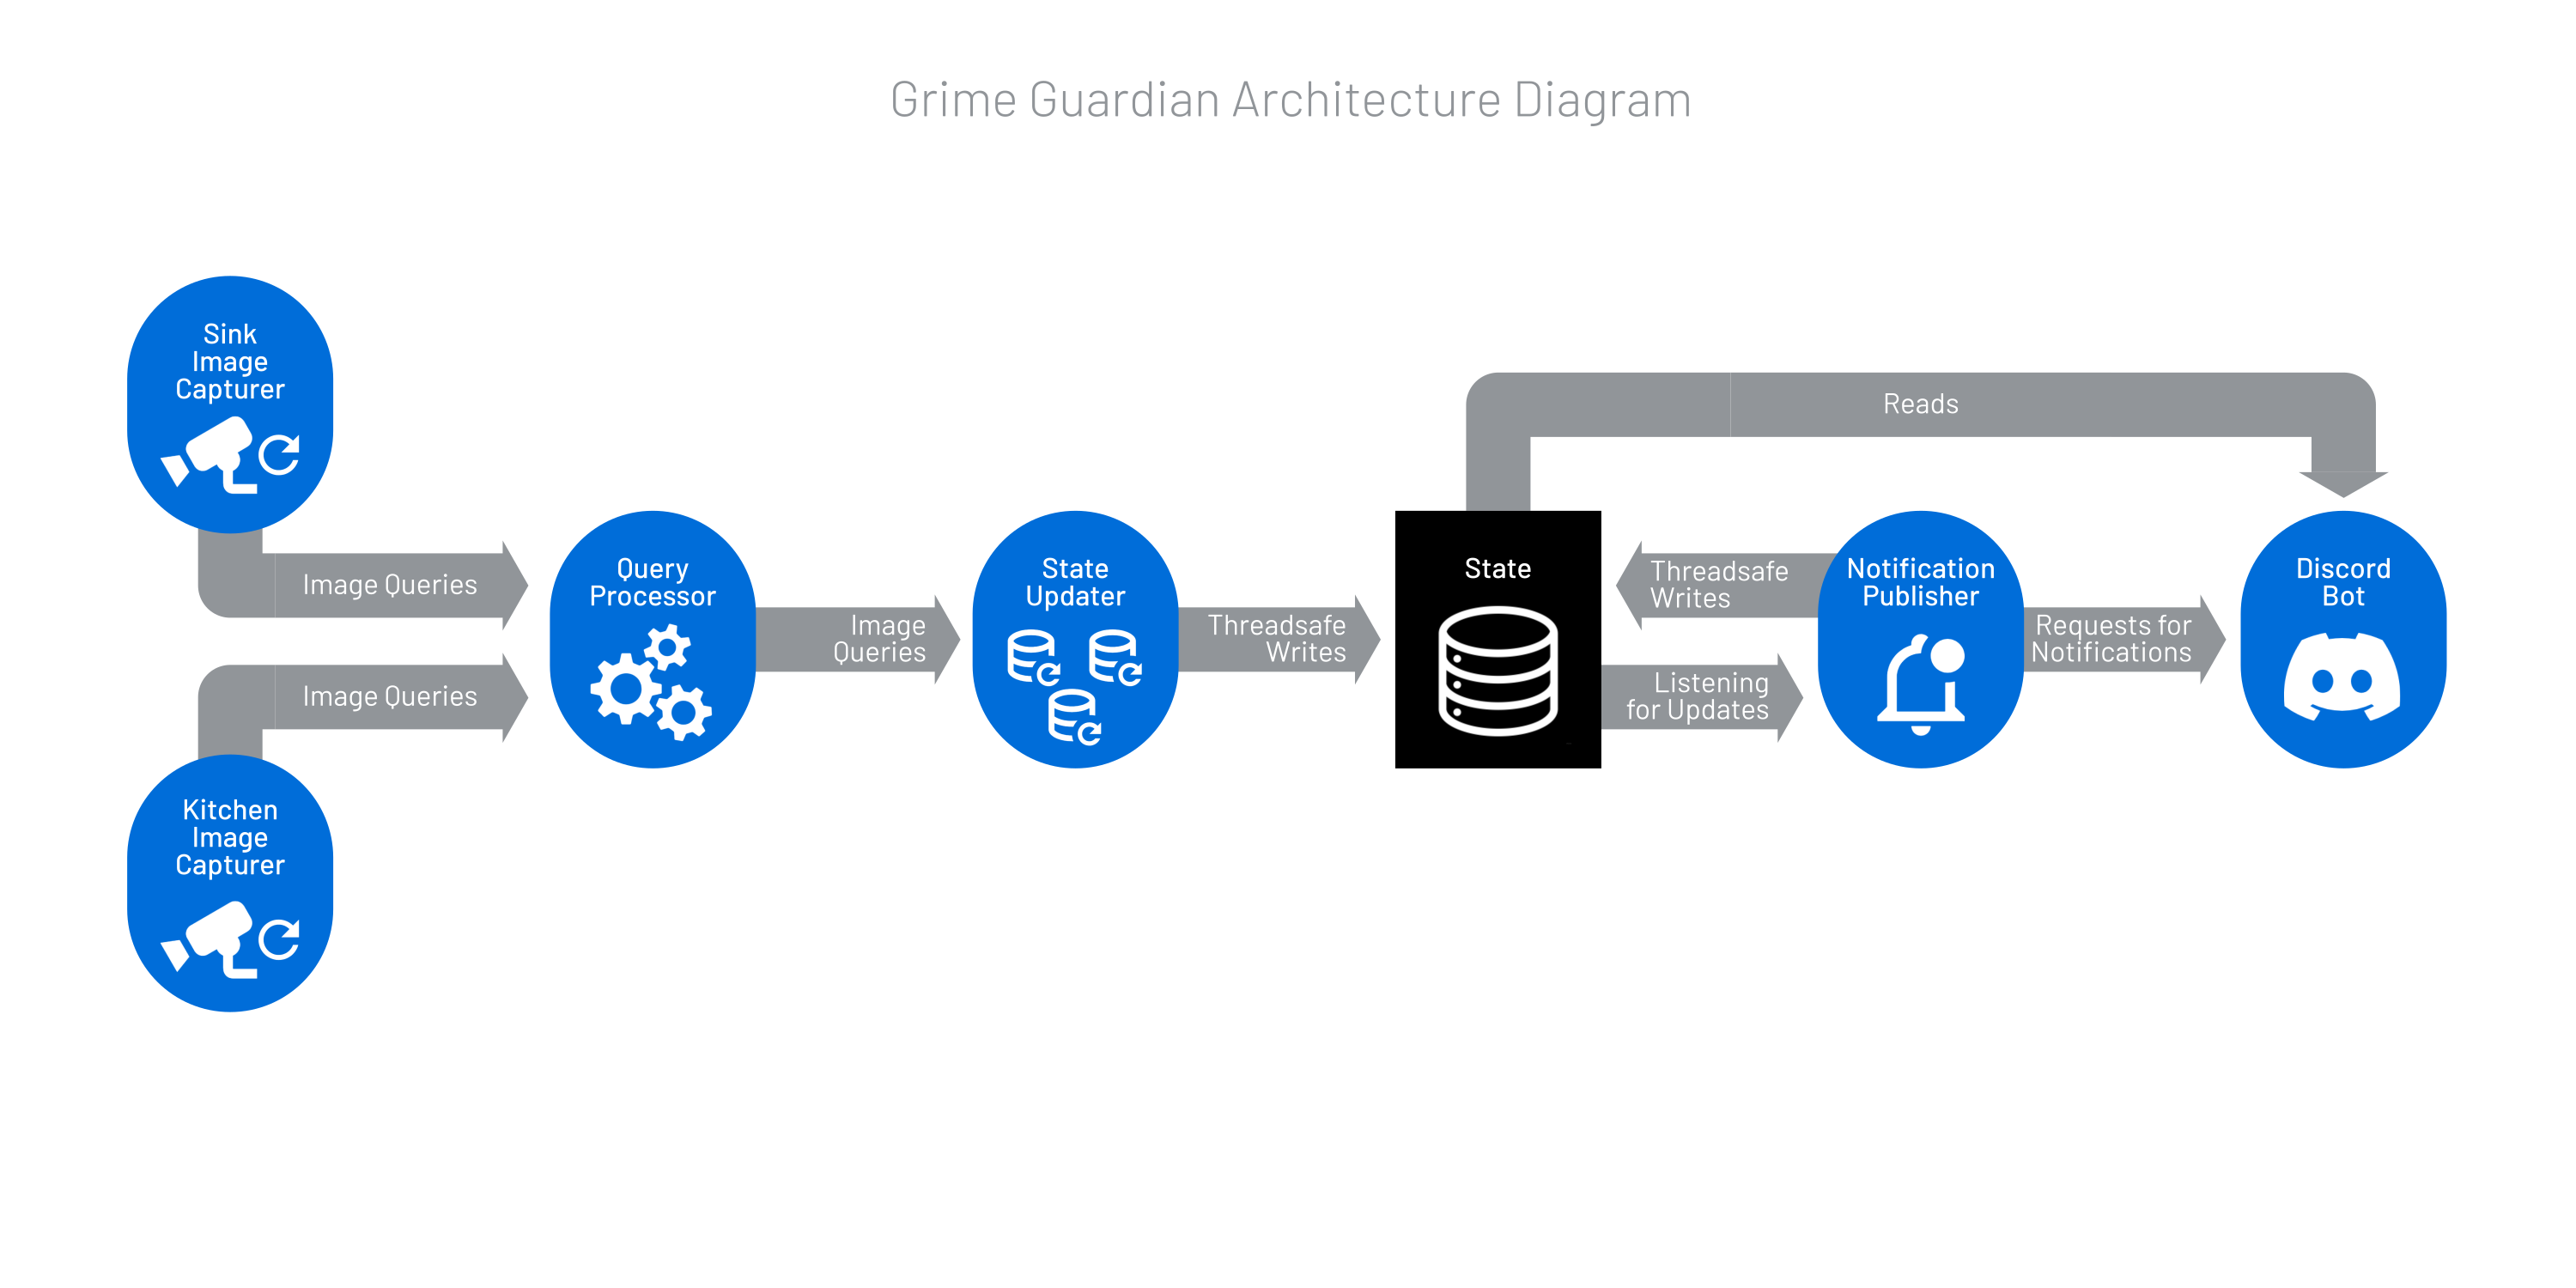 Grime Guardian Architecture Diagram
Sink
Image
Capturer
Image Queries
Kitchen
Image
Capturer
Image Queries
Query
Processor
Image
Queries
State
Updater
Threadsafe
Writes
State
Reads
Threadsafe
Writes
Listening
for Updates
Notification
Publisher
Requests for
Notifications
Discord
Bot